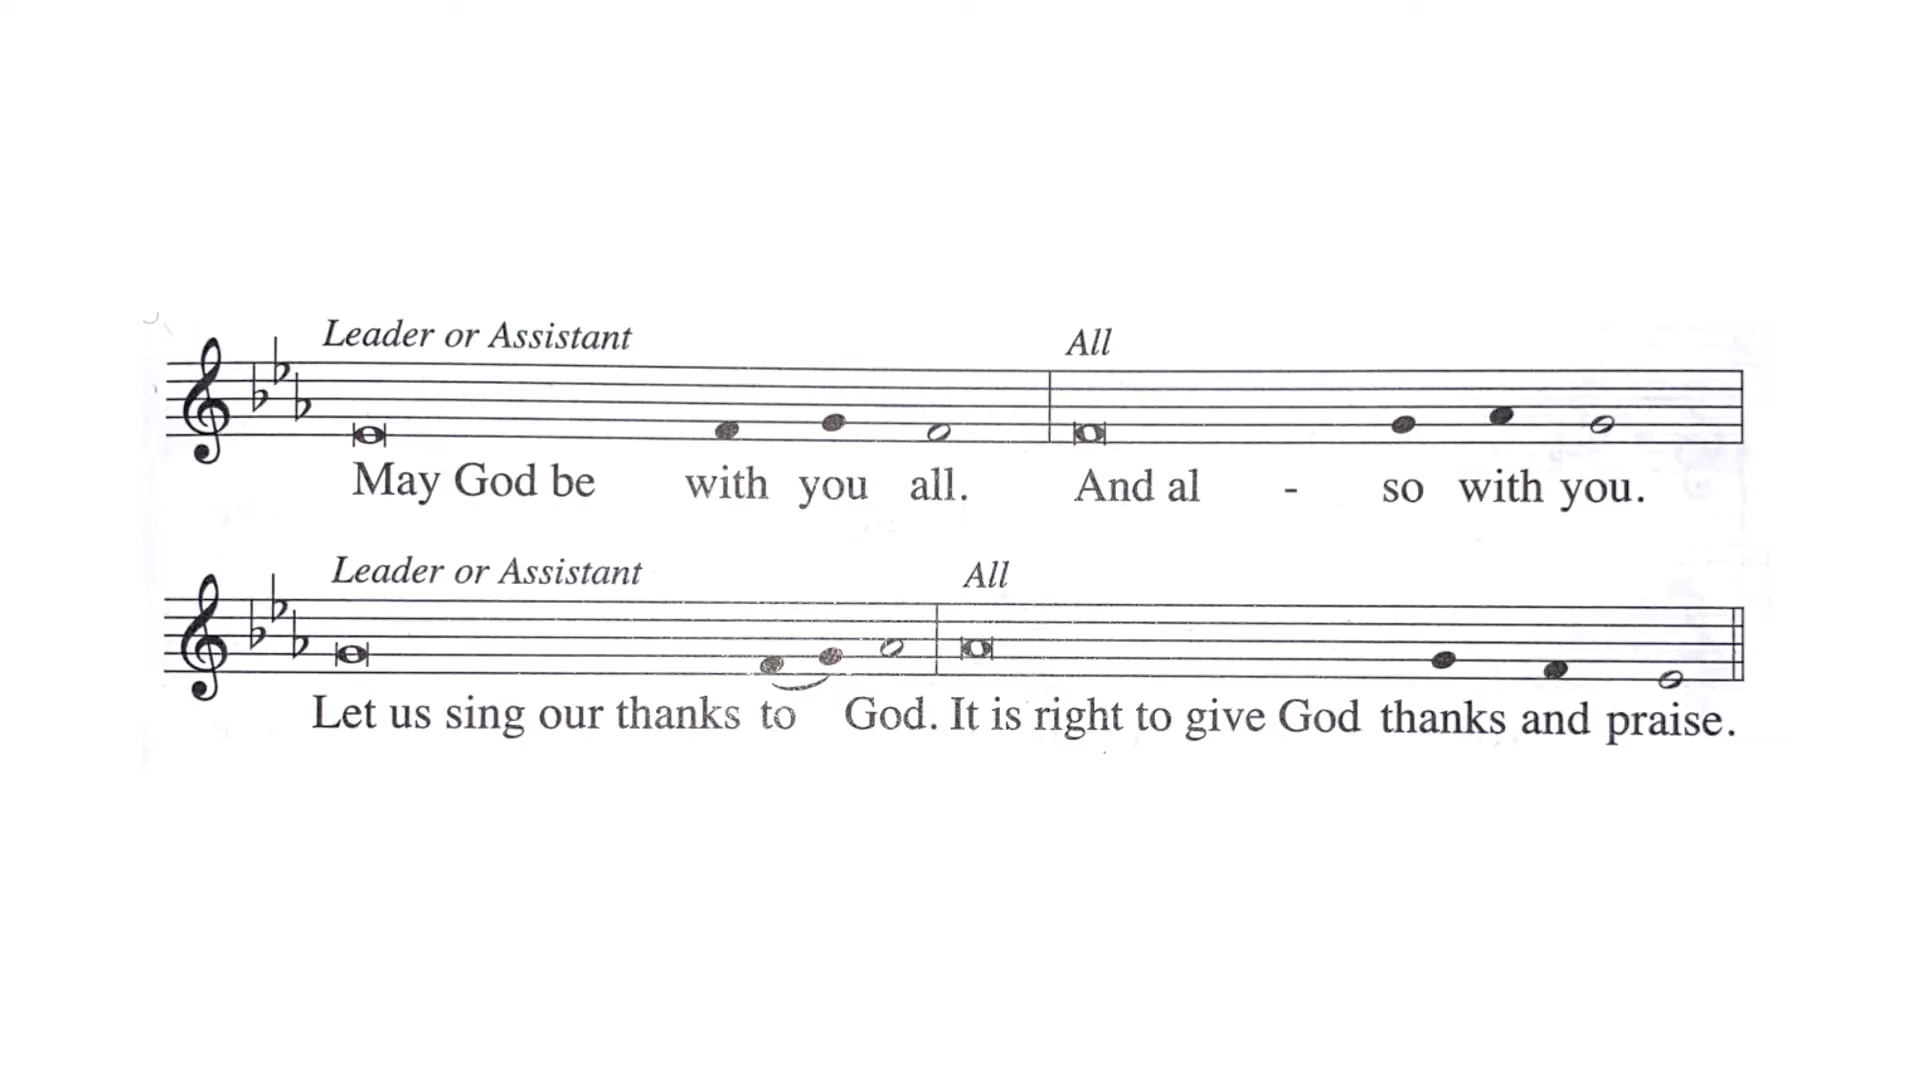 Leader or Assistant All
May God be with you all. And al - so with you.
Leader or Assistant All
Let us sing our thanks to God. It is right to give God thanks and praise.